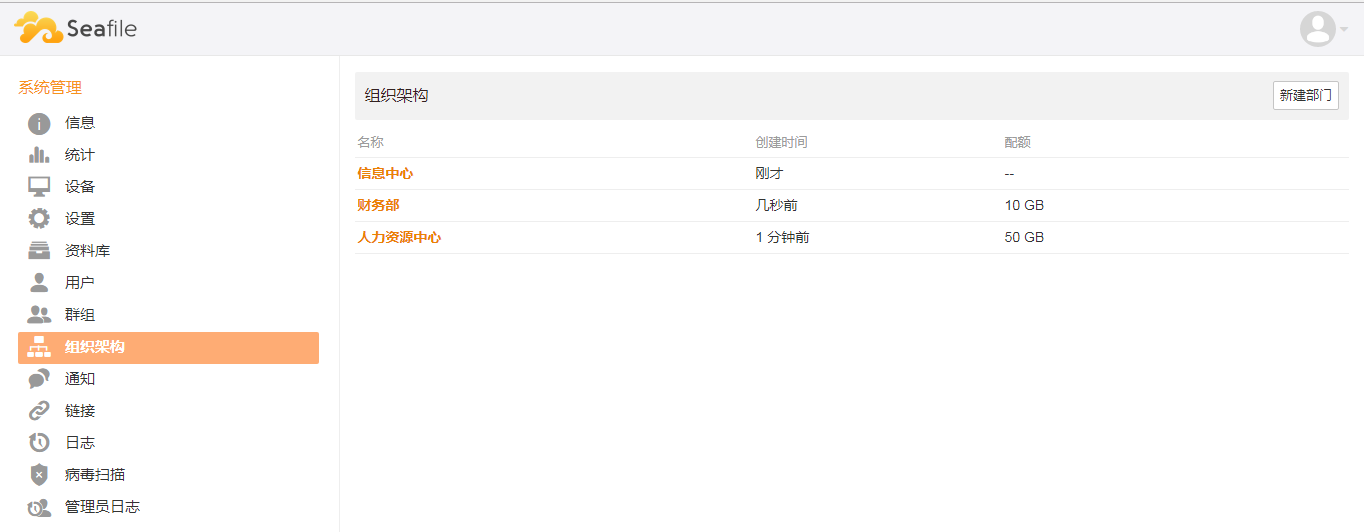 Seafile
系统管理
信息
统计
设备
设置
资料库
用户
群组
组织架构
通知
链接
日志
病毒扫描
管理员日志
组织架构 新建部门
名称 创建时间 配额
信息中心 刚才 --
财务部 几秒前 10 GB
人力资源中心 1 分钟前 50 GB